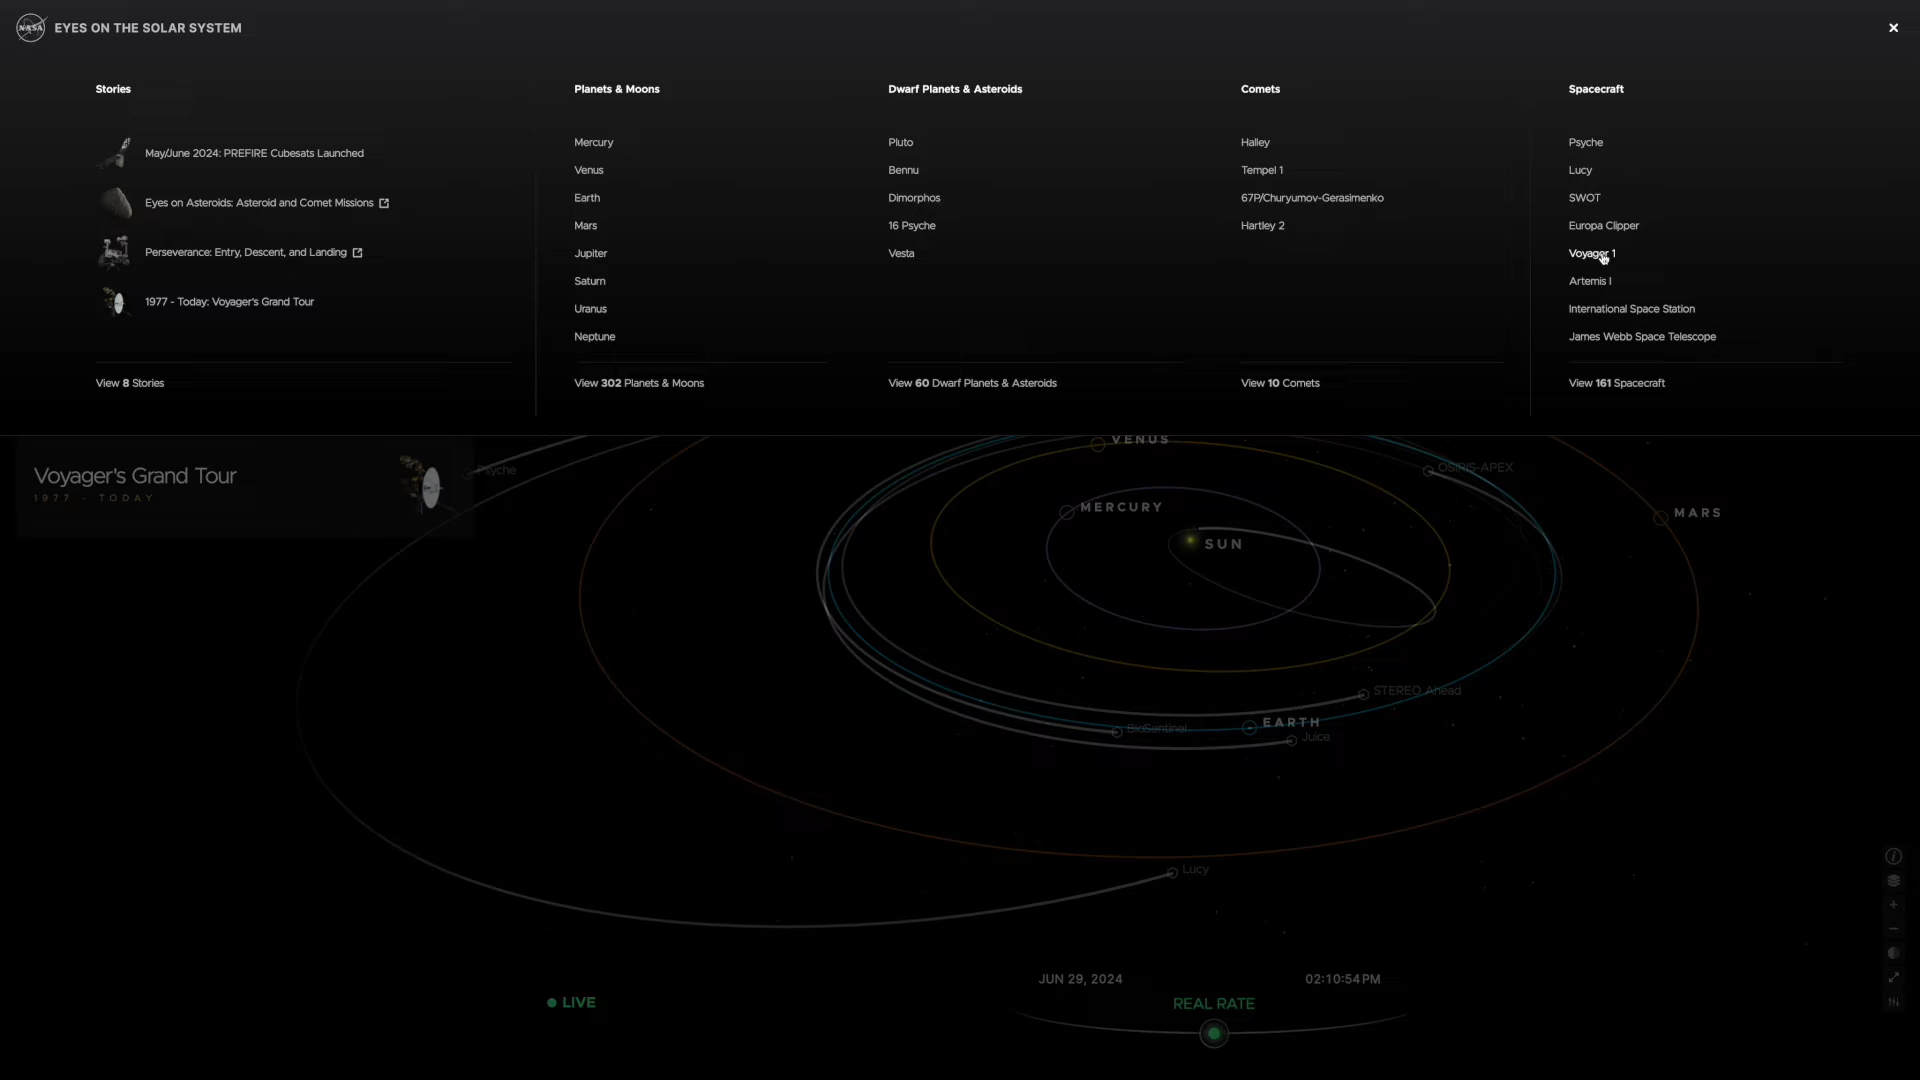 NASA
EYES ON THE SOLAR SYSTEM
Stories
May/June 2024: PREFIRE Cubesats Launched
Eyes on Asteroids: Asteroid and Comet Missions
Perseverance: Entry, Descent, and Landing
1977 - Today: Voyager's Grand Tour
View 8 Stories
Planets & Moons
Mercury
Venus
Earth
Mars
Jupiter
Saturn
Uranus
Neptune
View 302 Planets & Moons
Dwarf Planets & Asteroids
Pluto
Bennu
Dimorphos
16 Psyche
Vesta
View 60 Dwarf Planets & Asteroids
Comets
Halley
Tempel 1
67P/Churyumov-Gerasimenko
Hartley 2
View 10 Comets
Spacecraft
Psyche
Lucy
SWOT
Europa Clipper
Voyager 1
Artemis I
International Space Station
James Webb Space Telescope
View 161 Spacecraft
Voyager's Grand Tour
1977 - TODAY
Psyche
VENUS
OSIRIS-APEX
MERCURY
MARS
SUN
STEREO Ahead
EARTH
BioSentinel
Juice
Lucy
JUN 29, 2024
02:10:54 PM
LIVE
REAL RATE